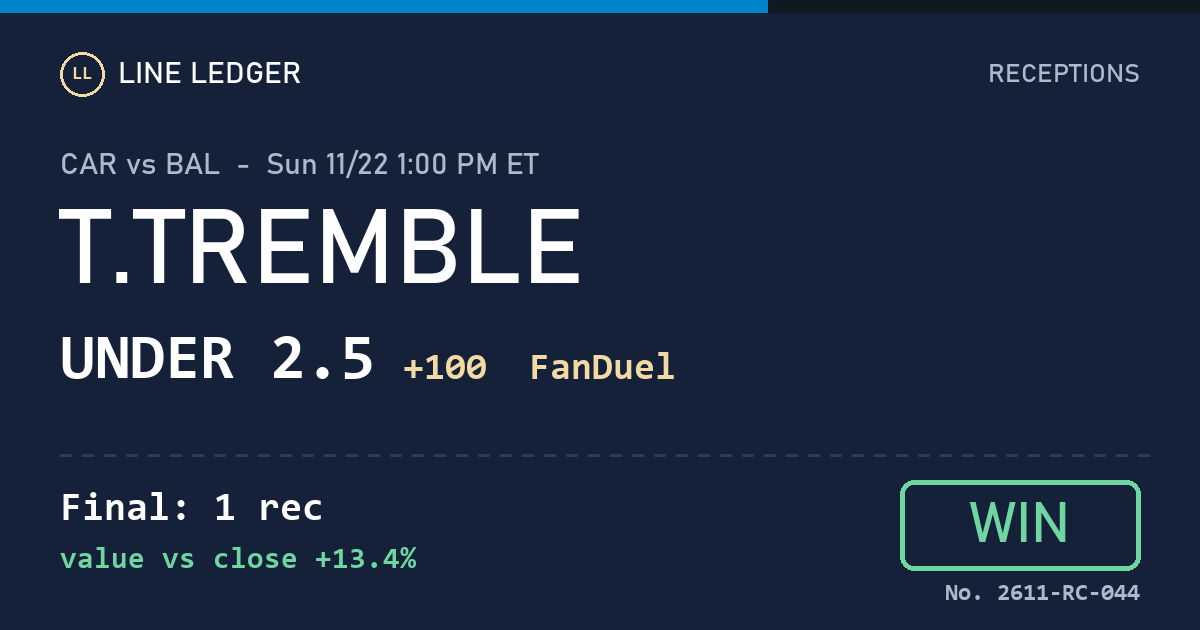 LL LINE LEDGER
RECEPTIONS
CAR vs BAL - Sun 11/22 1:00 PM ET
T.TREMBLE
UNDER 2.5 +100 FanDuel
Final: 1 rec
value vs close +13.4%
WIN
No. 2611-RC-044